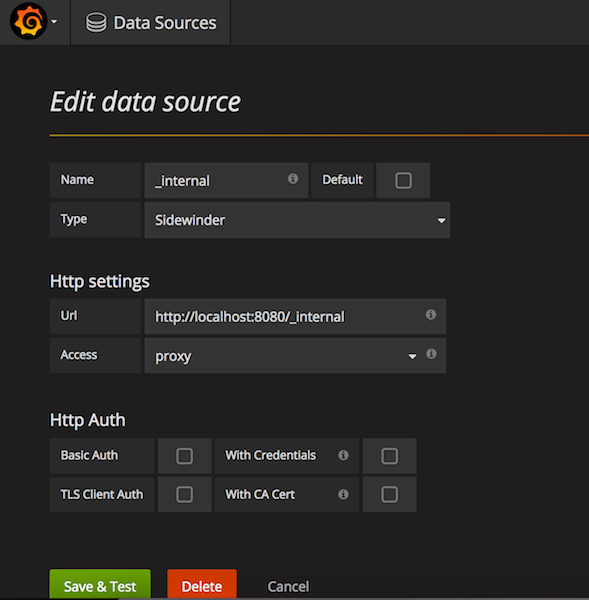 Data Sources
Edit data source
Name _internal Default
Type Sidewinder
Http settings
Url http://localhost:8080/_internal
Access proxy
Http Auth
Basic Auth With Credentials
TLS Client Auth With CA Cert
Save & Test Delete Cancel